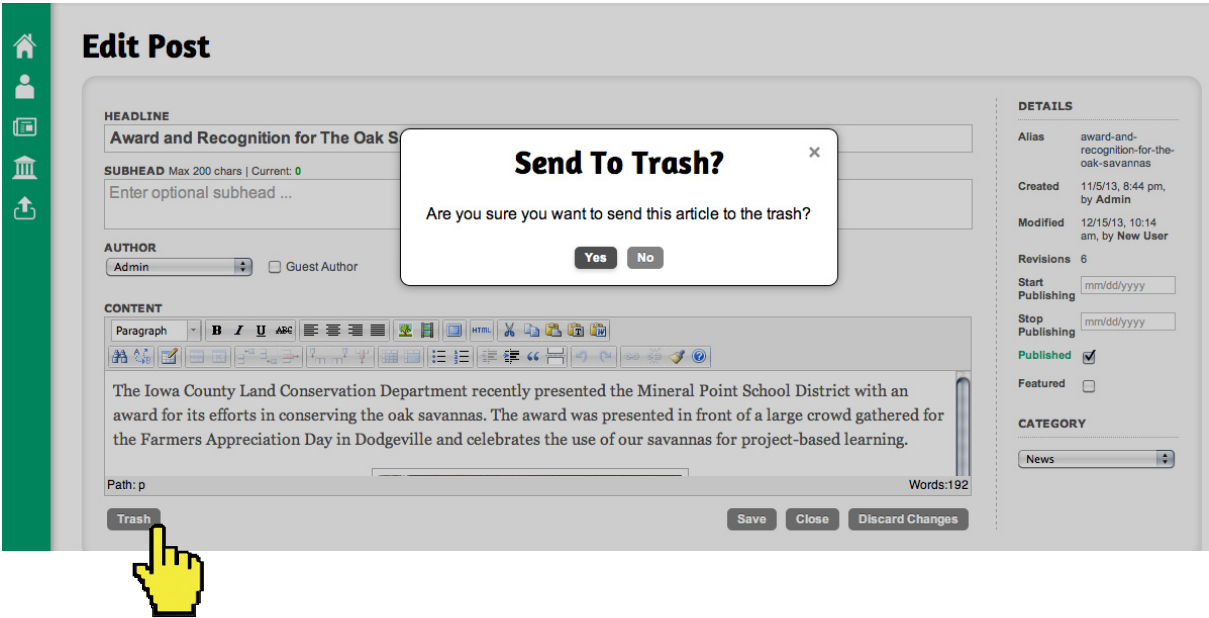 Edit Post
HEADLINE
Award and Recognition for The Oak S
SUBHEAD Max 200 chars | Current: 0
Enter optional subhead ...
AUTHOR
Admin
Guest Author
Send To Trash?
×
Are you sure you want to send this article to the trash?
Yes No
CONTENT
Paragraph B I U ABC HTML
The Iowa County Land Conservation Department recently presented the Mineral Point School District with an
award for its efforts in conserving the oak savannas. The award was presented in front of a large crowd gathered for
the Farmers Appreciation Day in Dodgeville and celebrates the use of our savannas for project-based learning.
Path: p Words:192
Trash Save Close Discard Changes
DETAILS
Alias award-and-
recognition-for-the-
oak-savannas
Created 11/5/13, 8:44 pm,
by Admin
Modified 12/15/13, 10:14
am, by New User
Revisions 6
Start
Publishing mm/dd/yyyy
Stop
Publishing mm/dd/yyyy
Published
Featured
CATEGORY
News